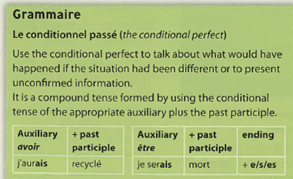 Grammaire
Le conditionnel passé (the conditional perfect)
Use the conditional perfect to talk about what would have
happened if the situation had been different or to present
unconfirmed information.
It is a compound tense formed by using the conditional
tense of the appropriate auxiliary plus the past participle.
Auxiliary avoir + past participle Auxiliary être + past participle ending
j'aurais recyclé je serais mort + e/s/es